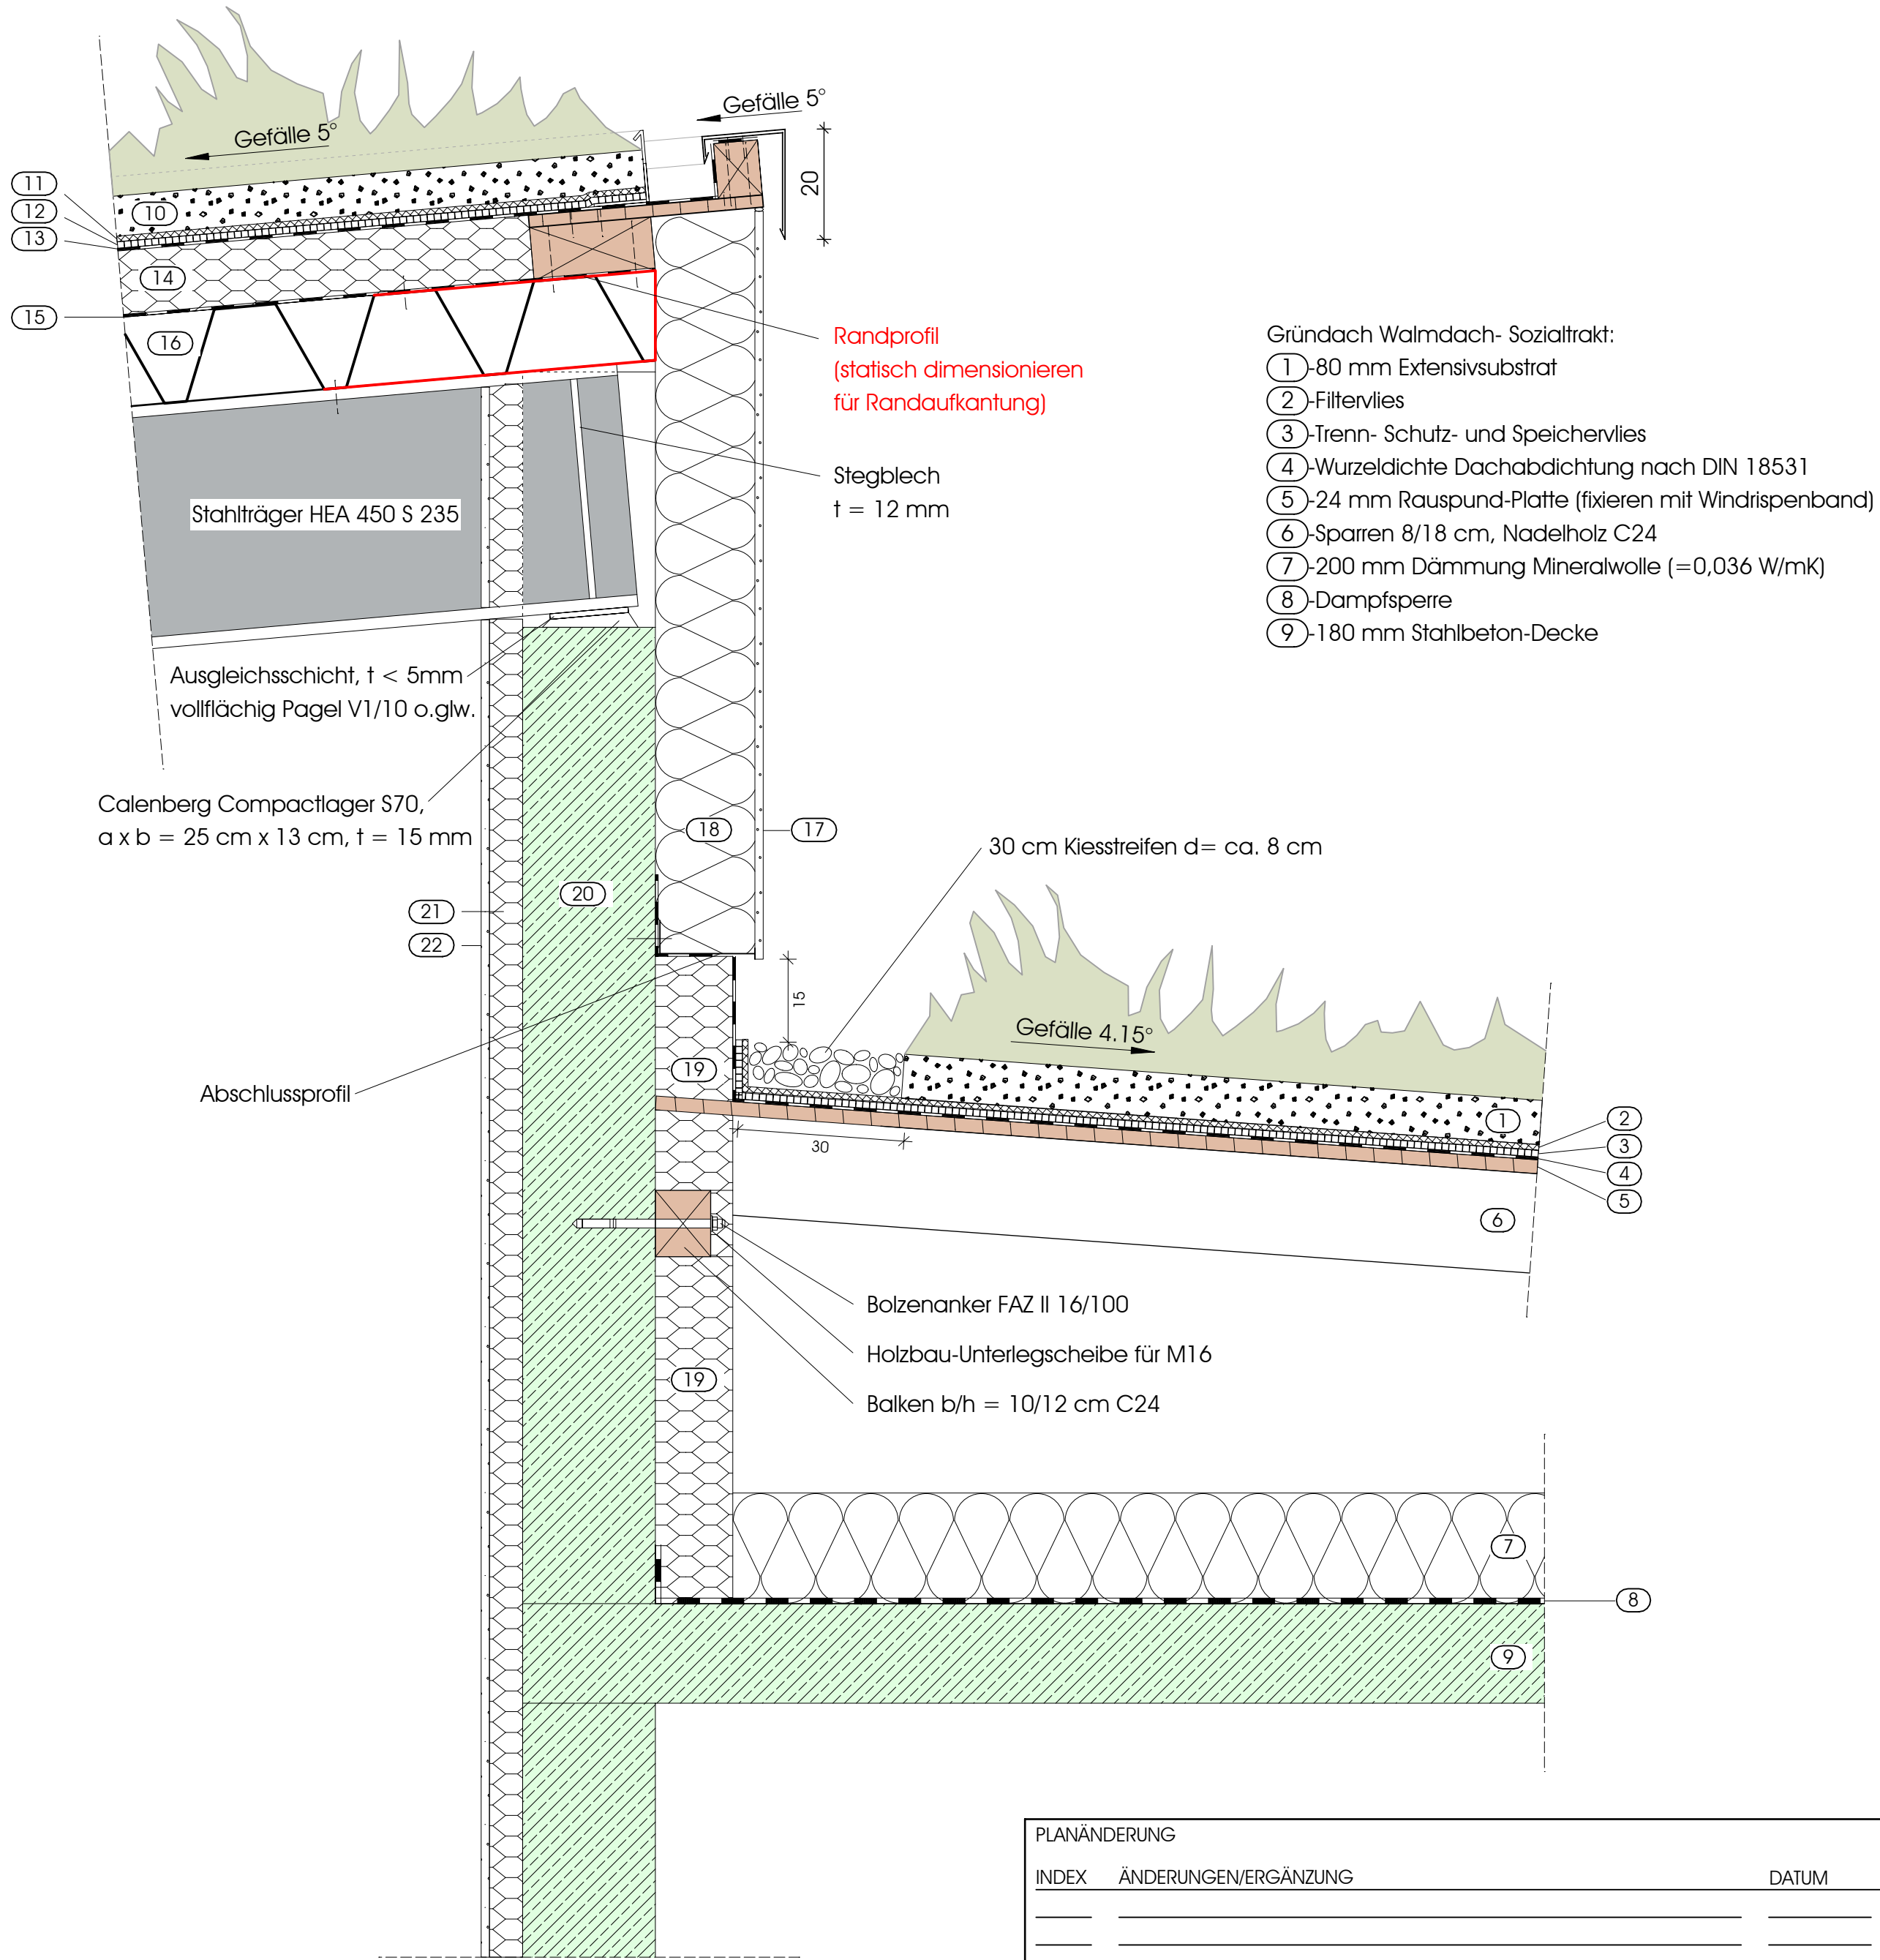 Gefälle 5°
Gefälle 5°
20
11
12
13
10
14
15
16
Randprofil
(statisch dimensionieren
für Randaufkantung)
Stegblech
t = 12 mm
Stahlträger HEA 450 S 235
Gründach Walmdach- Sozialtrakt:
1 -80 mm Extensivsubstrat
2 -Filtervlies
3 -Trenn- Schutz- und Speichervlies
4 -Wurzeldichte Dachabdichtung nach DIN 18531
5 -24 mm Rauspund-Platte (fixieren mit Windrispenband)
6 -Sparren 8/18 cm, Nadelholz C24
7 -200 mm Dämmung Mineralwolle (=0,036 W/mK)
8 -Dampfsperre
9 -180 mm Stahlbeton-Decke
Ausgleichsschicht, t < 5mm
vollflächig Pagel V1/10 o.glw.
Calenberg Compactlager S70,
a x b = 25 cm x 13 cm, t = 15 mm
18
17
30 cm Kiesstreifen d= ca. 8 cm
20
21
22
15
Gefälle 4.15°
19
Abschlussprofil
30
1
2
3
4
5
6
Bolzenanker FAZ II 16/100
Holzbau-Unterlegscheibe für M16
Balken b/h = 10/12 cm C24
19
7
8
9
PLANÄNDERUNG
INDEX ÄNDERUNGEN/ERGÄNZUNG DATUM